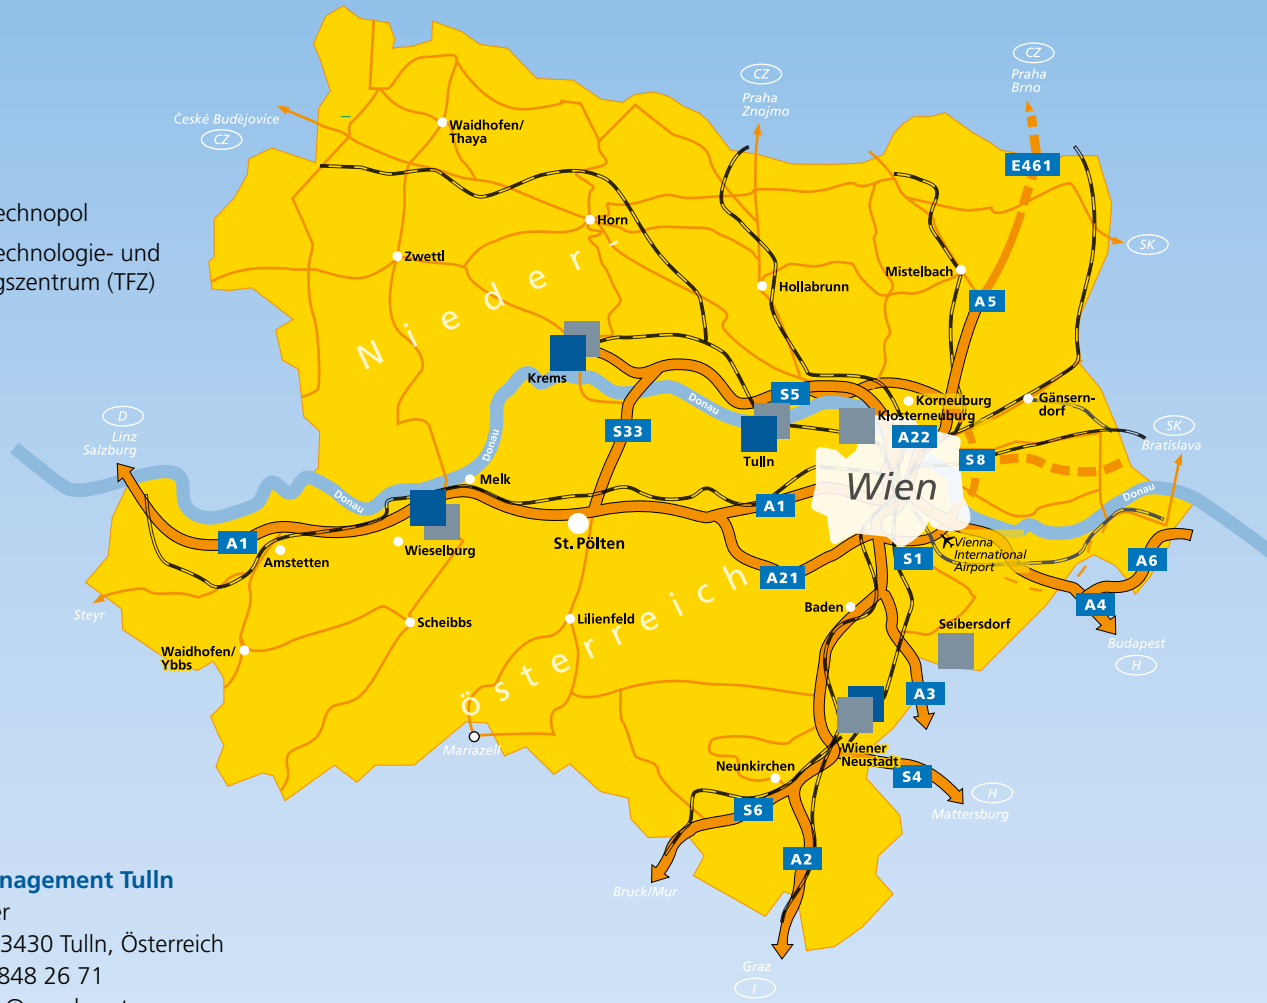 CZ
Praha
Brno
CZ
Praha
Znojmo
České Budějovice
CZ
Waidhofen/
Thaya
E461
echnopol
echnologie- und
gszentrum (TFZ)
Horn
SK
Zwettl
Mistelbach
Hollabrunn
A5
Nieder-
Krems
Donau
S5
Korneuburg
Klosterneuburg
Gänsern-
dorf
D
Linz
Salzburg
S33
A22
SK
Bratislava
Donau
Tulln
S8
Melk
Wien
Donau
Donau
A1
A1
St. Pölten
Wieselburg
Amstetten
Vienna
International
Airport
S1
A6
A21
A4
Steyr
Scheibbs
Lilienfeld
Baden
Seibersdorf
Budapest
H
Waidhofen/
Ybbs
österreich
A3
Mariazell
Wiener
Neustadt
Neunkirchen
S4
H
Mattersburg
S6
A2
Bruck/Mur
Graz
I
nagement Tulln
er
3430 Tulln, Österreich
848 26 71